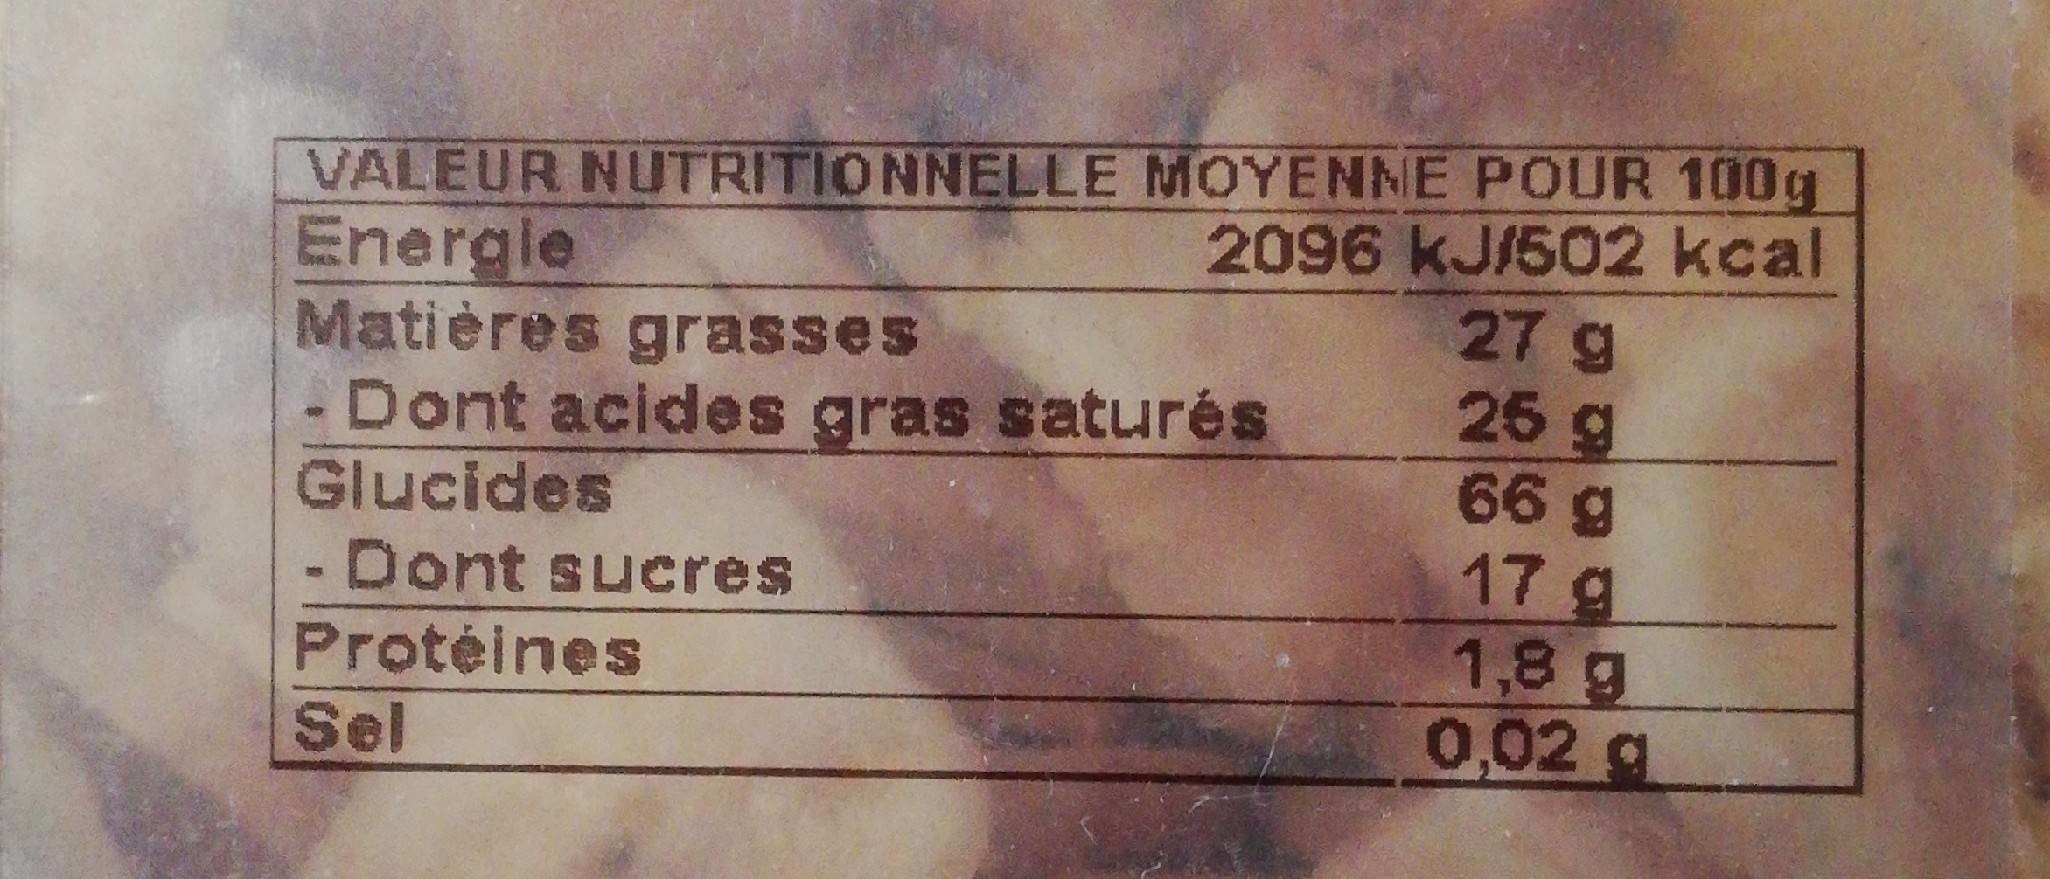 VALEUR NUTRITIONNELLE MOYENNE POUR 100g
Energie 2096 kJ/502 kcal
Matières grasses 27 g
- Dont acides gras saturés 25 g
Glucides 66 g
- Dont sucres 17 g
Protéines 1,8 g
Sel 0,02 g